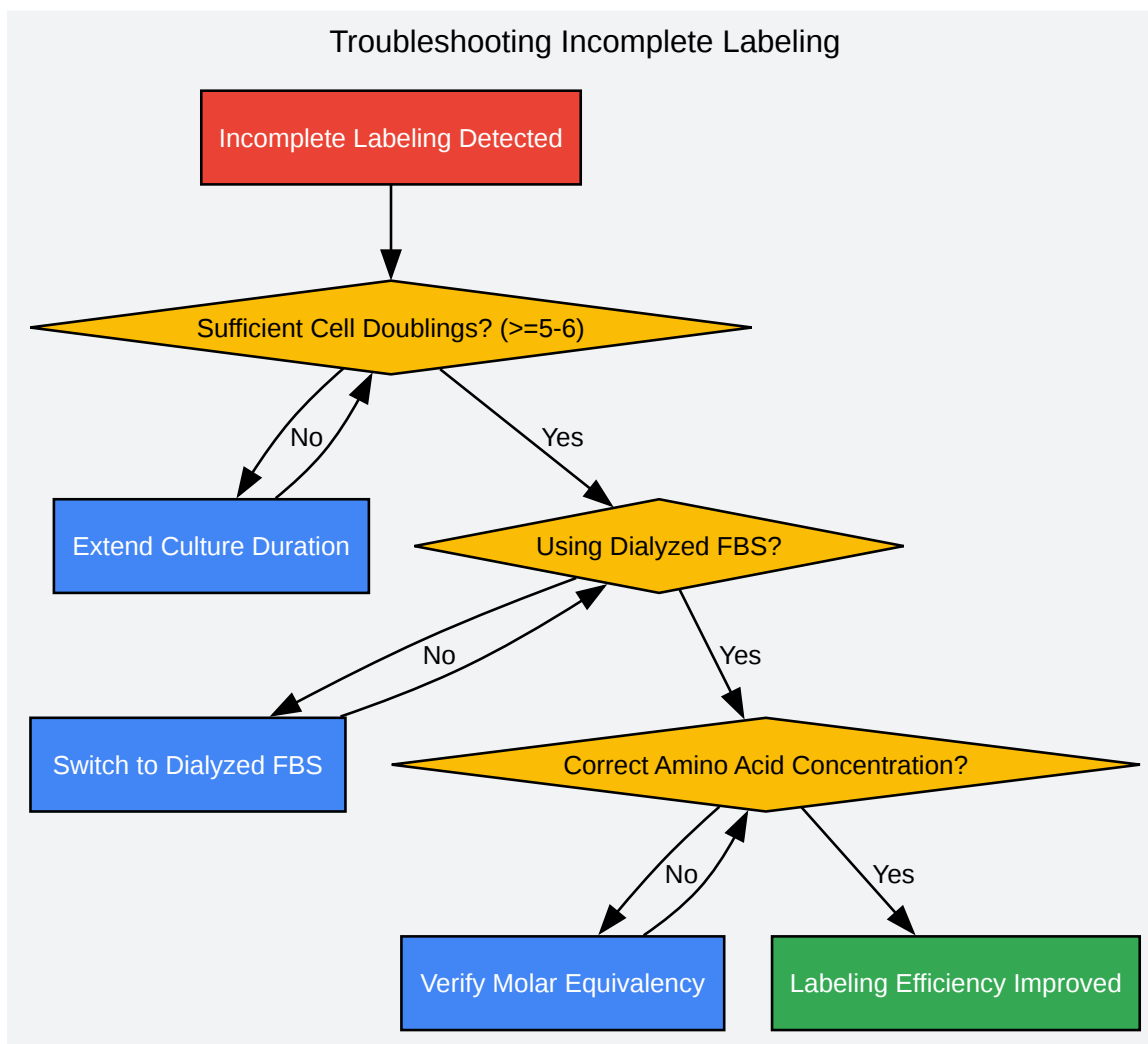 Troubleshooting Incomplete Labeling
Incomplete Labeling Detected
Sufficient Cell Doublings? (>=5-6)
No
Yes
Extend Culture Duration
Using Dialyzed FBS?
No
Yes
Switch to Dialyzed FBS
Correct Amino Acid Concentration?
No
Yes
Verify Molar Equivalency
Labeling Efficiency Improved